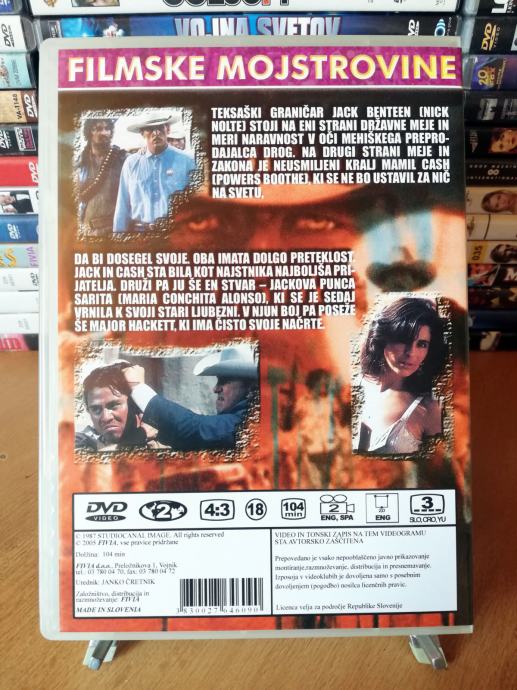 VOJNA SVETOV
FILMSKE MOJSTROVINE
TEKSAŠKI GRANIČAR JACK BENTEEN (NICK
NOLTE) STOJI NA ENI STRANI DRŽAVNE MEJE IN
MERI NARAVNOST V OČI MEHIŠKEGA PREPRO-
DAJALCA DROG. NA DRUGI STRANI MEJE IN
ZAKONA JE NEUSMILJENI KRALJ MAMIL CASH
(POWERS BOOTHE), KI SE NE BO USTAVIL ZA NIČ
NA SVETU,
DA BI DOSEGEL SVOJE. OBA IMATA DOLGO PRETEKLOST.
JACK IN CASH STA BILA KOT NAJSTNIKA NAJBOLJŠA PRI-
JATELJA. DRUŽI PA JU ŠE EN STVAR – JACKOVA PUNCA
SARITA (MARIA CONCHITA ALONSO), KI SE JE SEDAJ
VRNILA K SVOJI STARI LJUBEZNI. V NJUN BOJ PA POSEŽE
ŠE MAJOR HACKETT, KI IMA ČISTO SVOJE NAČRTE.
DVD VIDEO
2
4:3
18
104 min
2
ENG, SPA
ENG
3
SLO, CRO, YU
© 1987 STUDIOCANAL IMAGE. All rights reserved
© 2005 FIVIA, vse pravice pridržane
Dolžina: 104 min
FIVIA d.o.o., Preložnikova 1, Vojnik
tel.: 03 780 04 70, fax: 03 780 04 72
Urednik: JANKO ČRETNIK
Založništvo, distribucija in
razmnoževanje: FIVIA
MADE IN SLOVENIA
3 830027 646090
VIDEO IN TONSKI ZAPIS NA TEM VIDEOGRAMU
STA AVTORSKO ZAŠČITENA
Prepovedano je vsako nepooblaščeno javno prikazovanje
montiranje,razmnoževanje, distribucija in presnemavanje.
Izposoja v videoklubih je dovoljena samo s posebnim
dovoljenjem (pogodbo) nosilca licenčnih pravic.
Licenca velja za področje Republike Slovenije